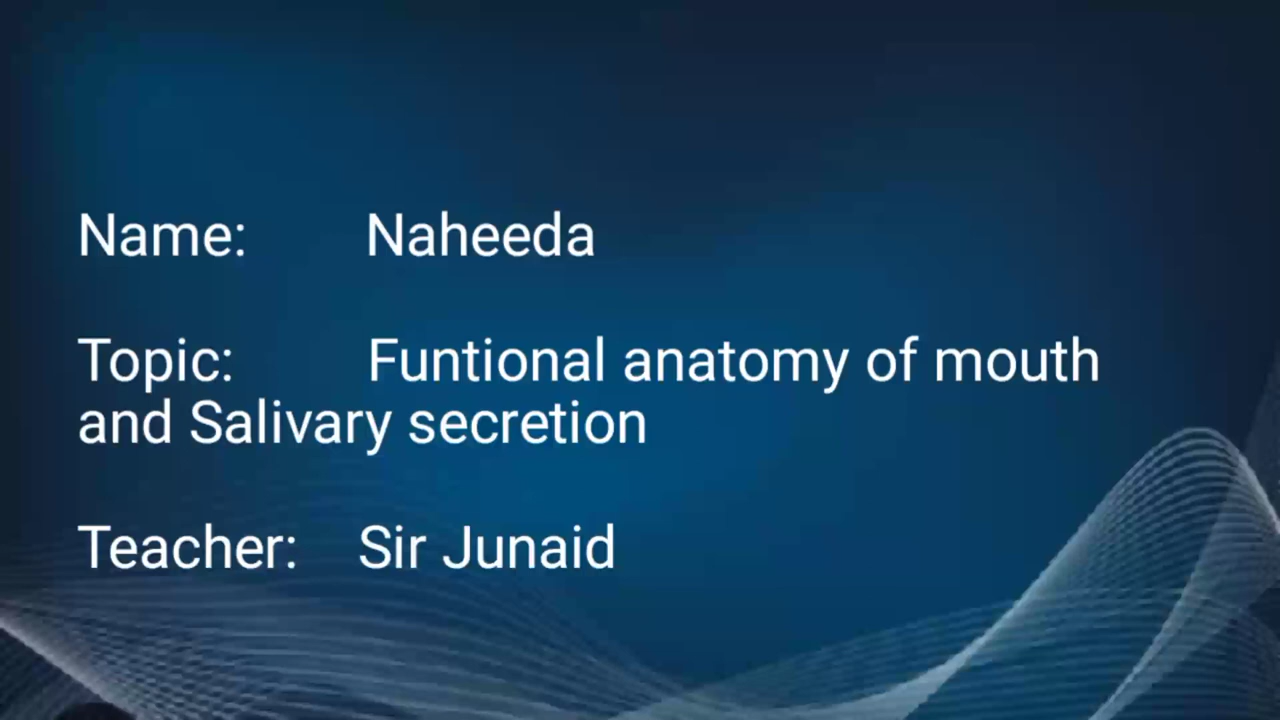 Name: Naheeda
Topic: Funtional anatomy of mouth
and Salivary secretion
Teacher: Sir Junaid